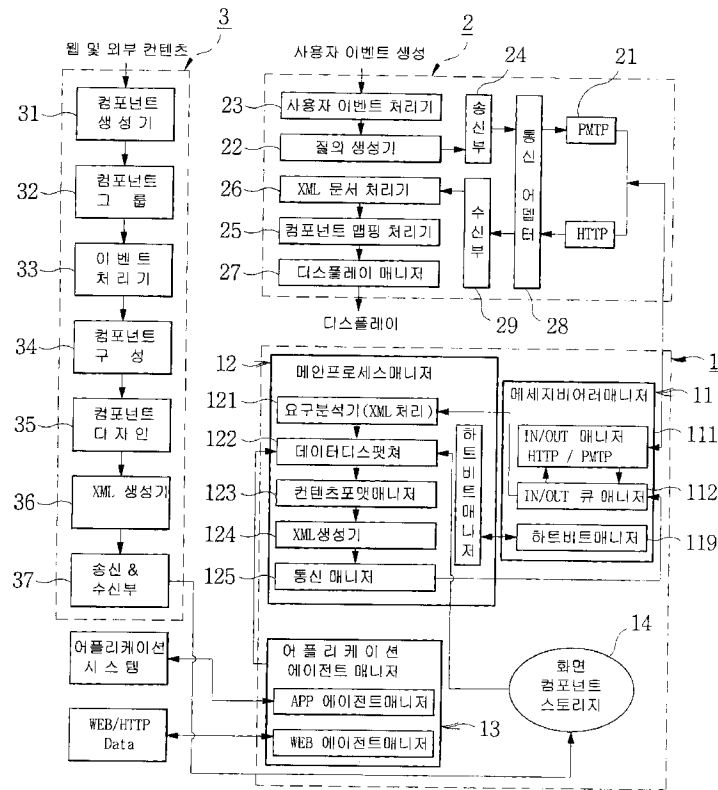 웹 및 외부 컨텐츠
3
31
컴포넌트
생성기
32
컴포넌트
그 룹
33
이 벤 트
처 리 기
34
컴포넌트
구 성
35
컴포넌트
디 자 인
36
XML 생성기
37
송신 &
수신부
어플리케이션
시 스 템
WEB/HTTP
Data
사용자 이벤트 생성
2
24
21
23
사용자 이벤트 처리기
22
질의 생성기
26
XML 문서 처리기
25
컴포넌트 맵핑 처리기
27
디스플레이 매니저
송신부
수신부
통신 어뎁터
PMTP
HTTP
29
28
디스플레이
1
12
메인프로세스매니저
121
요구분석기(XML처리)
122
데이터디스팻쳐
123
컨텐츠포맷매니저
124
XML생성기
125
통신 매니저
하트비트매니저
메세지비어러매니저
11
IN/OUT 매니저
HTTP / PMTP
111
IN/OUT 큐 매니저
112
하트비트매니저
119
어 플 리 케 이 션
에이전트 매니저
APP 에이전트매니저
WEB 에이전트매니저
13
14
화면
컴포넌트
스토리지